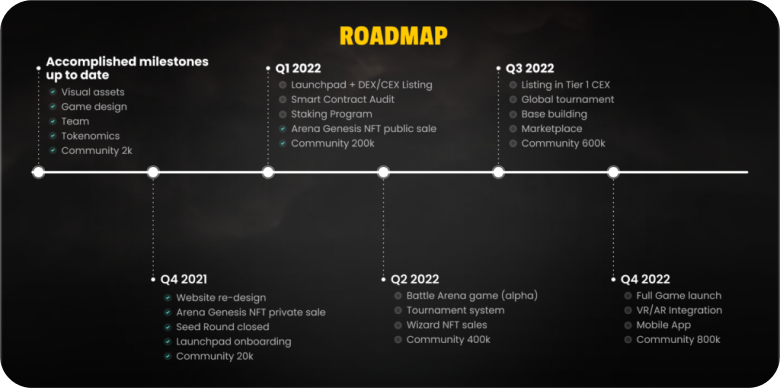 ROADMAP
Accomplished milestones
up to date
Visual assets
Game design
Team
Tokenomics
Community 2k
Q4 2021
Website re-design
Arena Genesis NFT private sale
Seed Round closed
Launchpad onboarding
Community 20k
Q1 2022
Launchpad + DEX/CEX Listing
Smart Contract Audit
Staking Program
Arena Genesis NFT public sale
Community 200k
Q2 2022
Battle Arena game (alpha)
Tournament system
Wizard NFT sales
Community 400k
Q3 2022
Listing in Tier 1 CEX
Global tournament
Base building
Marketplace
Community 600k
Q4 2022
Full Game launch
VR/AR Integration
Mobile App
Community 800k